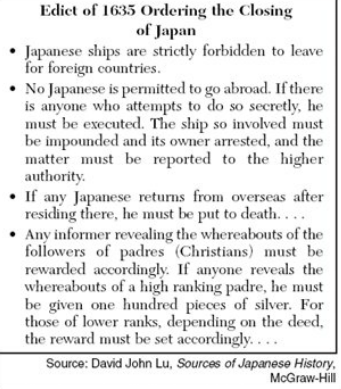 Edict of 1635 Ordering the Closing
of Japan
• Japanese ships are strictly forbidden to leave
for foreign countries.
• No Japanese is permitted to go abroad. If there
is anyone who attempts to do so secretly, he
must be executed. The ship so involved must
be impounded and its owner arrested, and the
matter must be reported to the higher
authority.
• If any Japanese returns from overseas after
residing there, he must be put to death. . . .
• Any informer revealing the whereabouts of the
followers of padres (Christians) must be
rewarded accordingly. If anyone reveals the
whereabouts of a high ranking padre, he must
be given one hundred pieces of silver. For
those of lower ranks, depending on the deed,
the reward must be set accordingly. . . .
Source: David John Lu, Sources of Japanese History,
McGraw-Hill